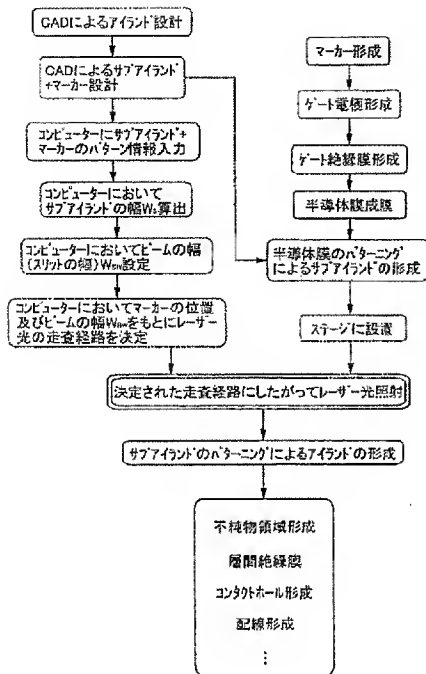 CADによるアイランド設計
CADによるサブアイランド
+マーカー設計
コンピューターにサブアイランド+
マーカーのパターン情報入力
コンピューターにおいて
サブアイランドの幅Ws算出
コンピューターにおいてビームの幅
(スリットの幅)WBW設定
コンピューターにおいてマーカーの位置
及びビームの幅WBWをもとにレーザー
光の走査経路を決定
マーカー形成
ゲート電極形成
ゲート絶縁膜形成
半導体膜成膜
半導体膜のパターニング
によるサブアイランドの形成
ステージに設置
決定された走査経路にしたがってレーザー光照射
サブアイランドのパターニングによるアイランドの形成
不純物領域形成
層間絶縁膜
コンタクトホール形成
配線形成
⋮